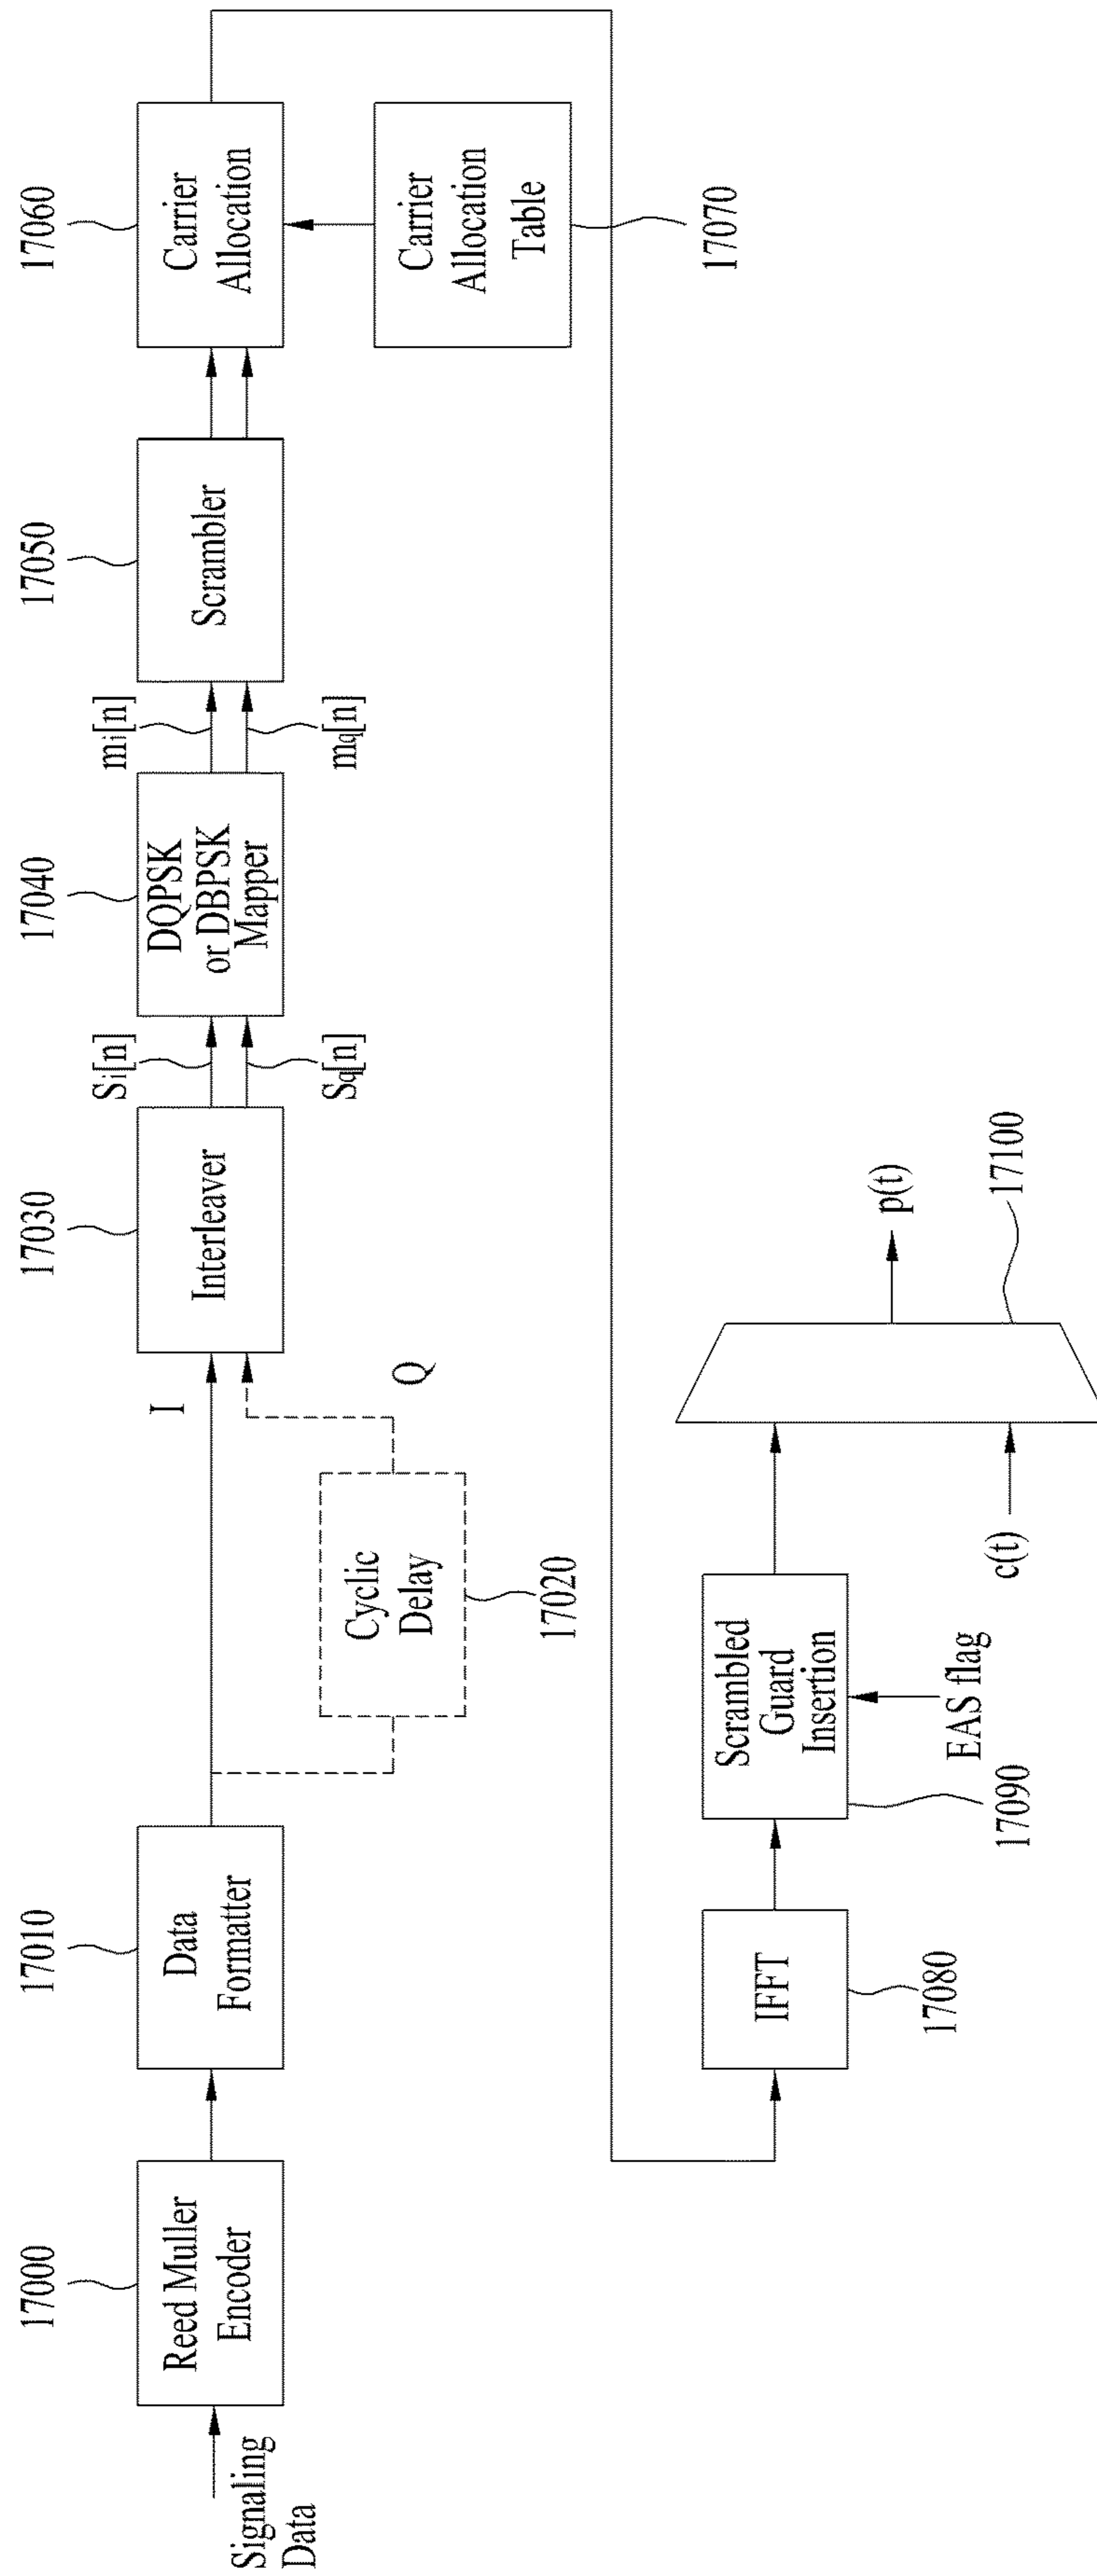 17000
17010
17030
17040
17050
17060
Signaling
Data
Reed Muller
Encoder
Data
Formatter
I
Interleaver
Si[n]
Sq[n]
DQPSK
or DBPSK
Mapper
mi[n]
mq[n]
Scrambler
Carrier
Allocation
Cyclic
Delay
Q
17020
Carrier
Allocation
Table
17070
IFFT
17080
Scrambled
Guard
Insertion
17090
EAS flag
c(t)
p(t)
17100